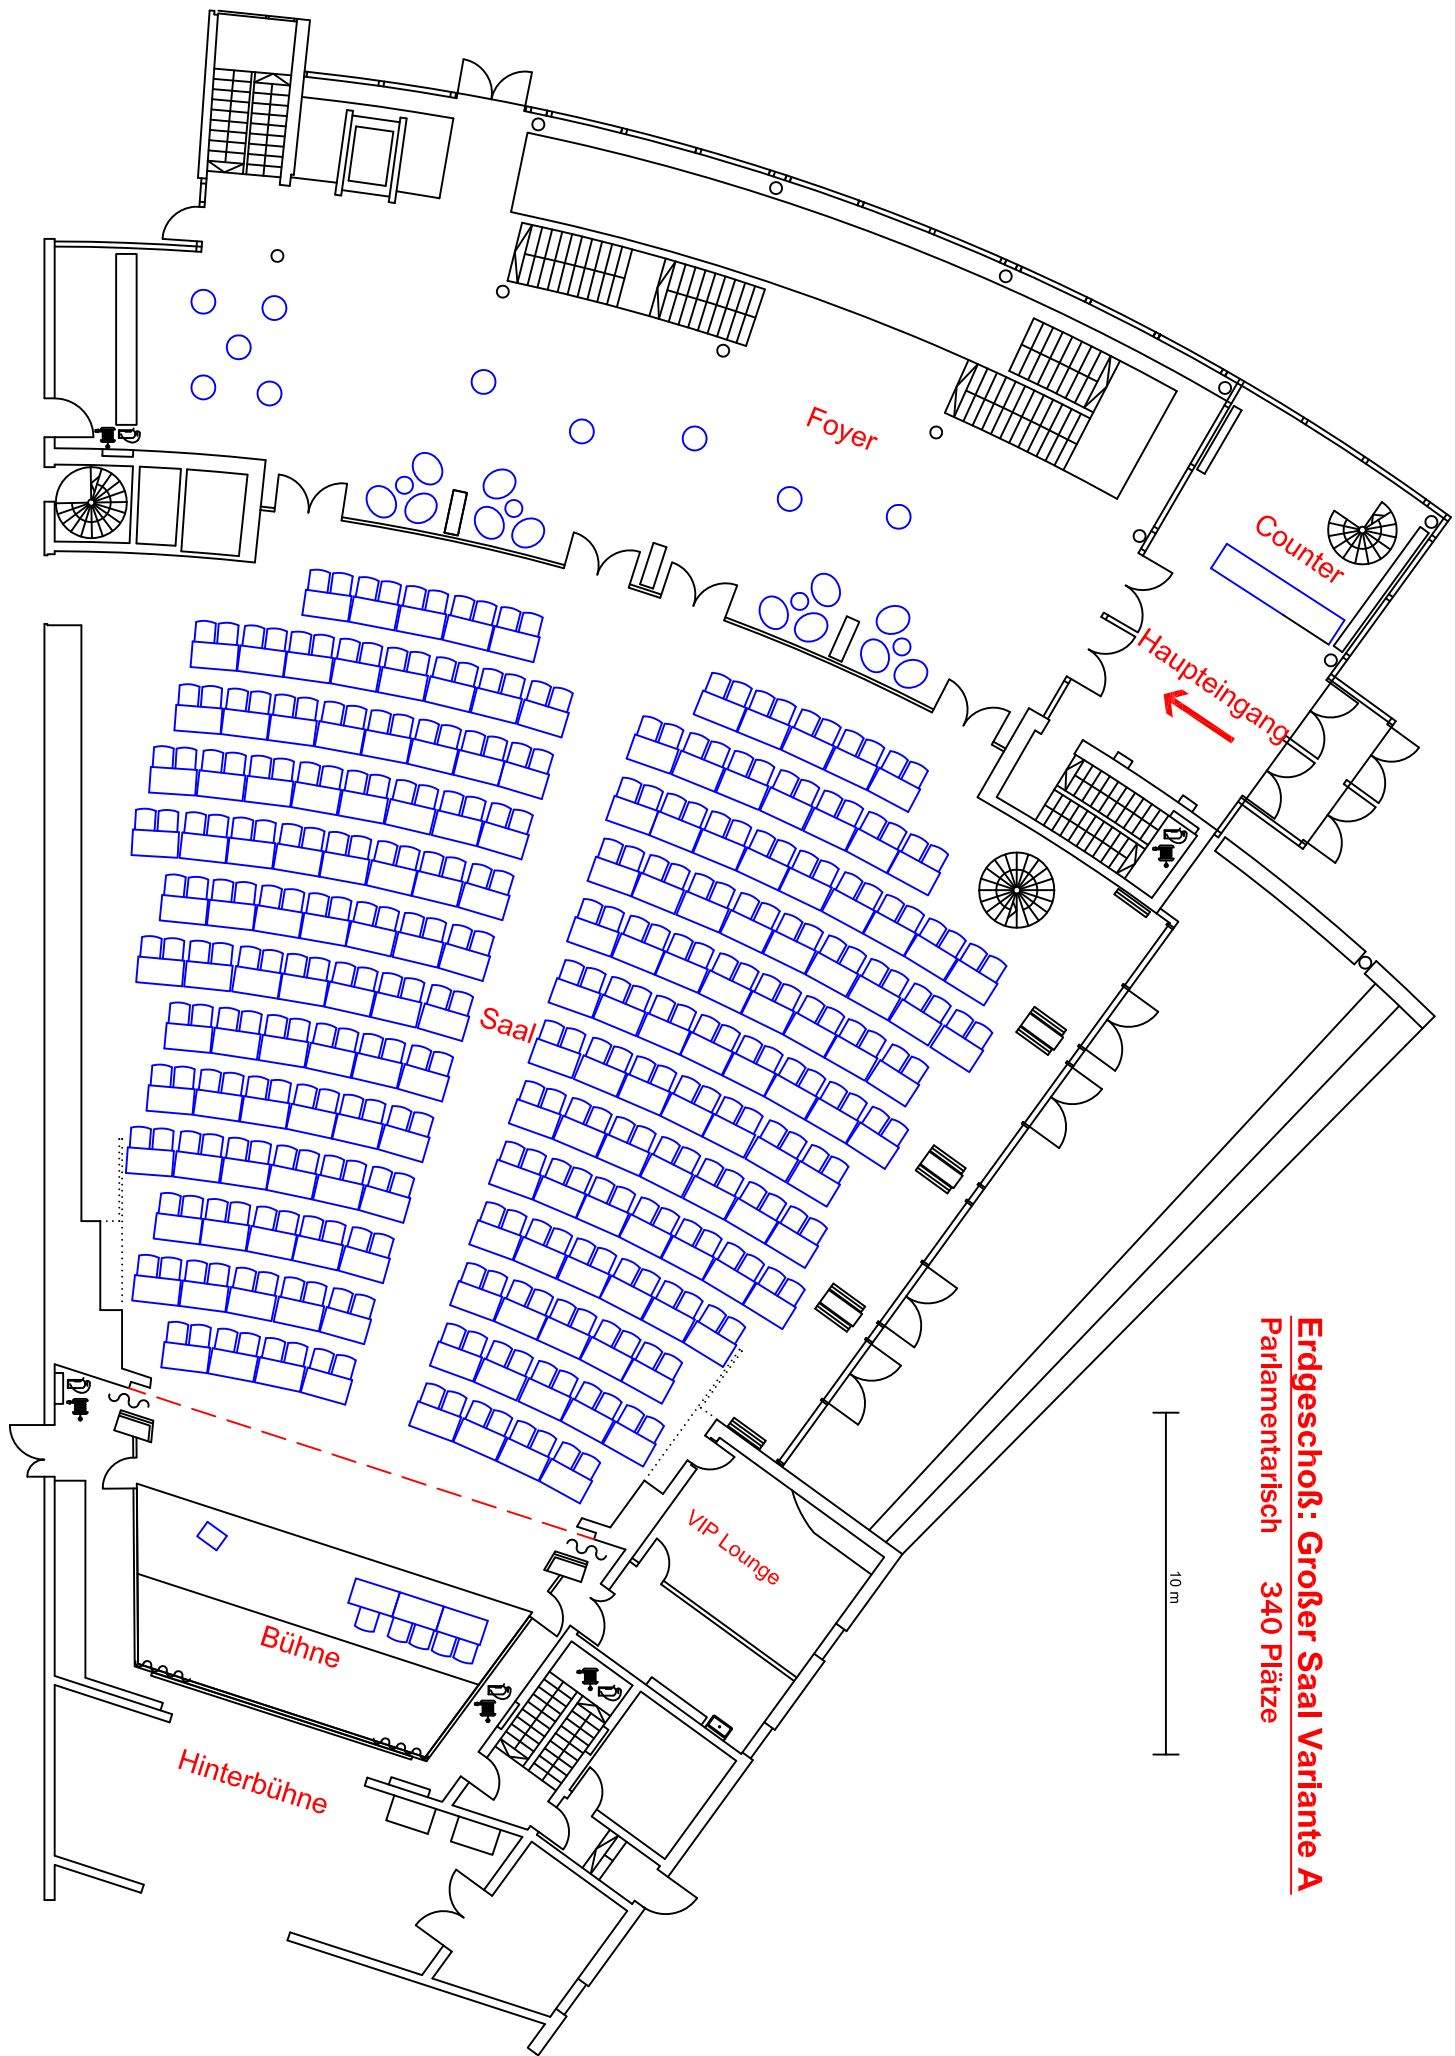 Foyer
Counter
Haupteingang
Saal
VIP Lounge
Bühne
Hinterbühne
10 m
Erdgeschoß: Großer Saal Variante A
Parlamentarisch 340 Plätze